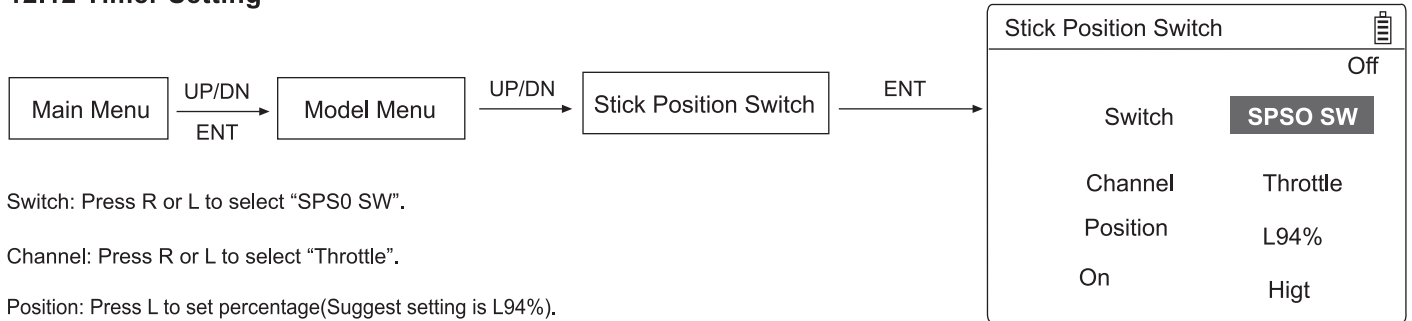 12.12 Timer Setting
Main Menu
UP/DN
ENT
Model Menu
UP/DN
Stick Position Switch
ENT
Switch: Press R or L to select “SPS0 SW”.
Channel: Press R or L to select “Throttle”.
Position: Press L to set percentage(Suggest setting is L94%).
Stick Position Switch
Off
Switch SPSO SW
Channel Throttle
Position L94%
On Higt